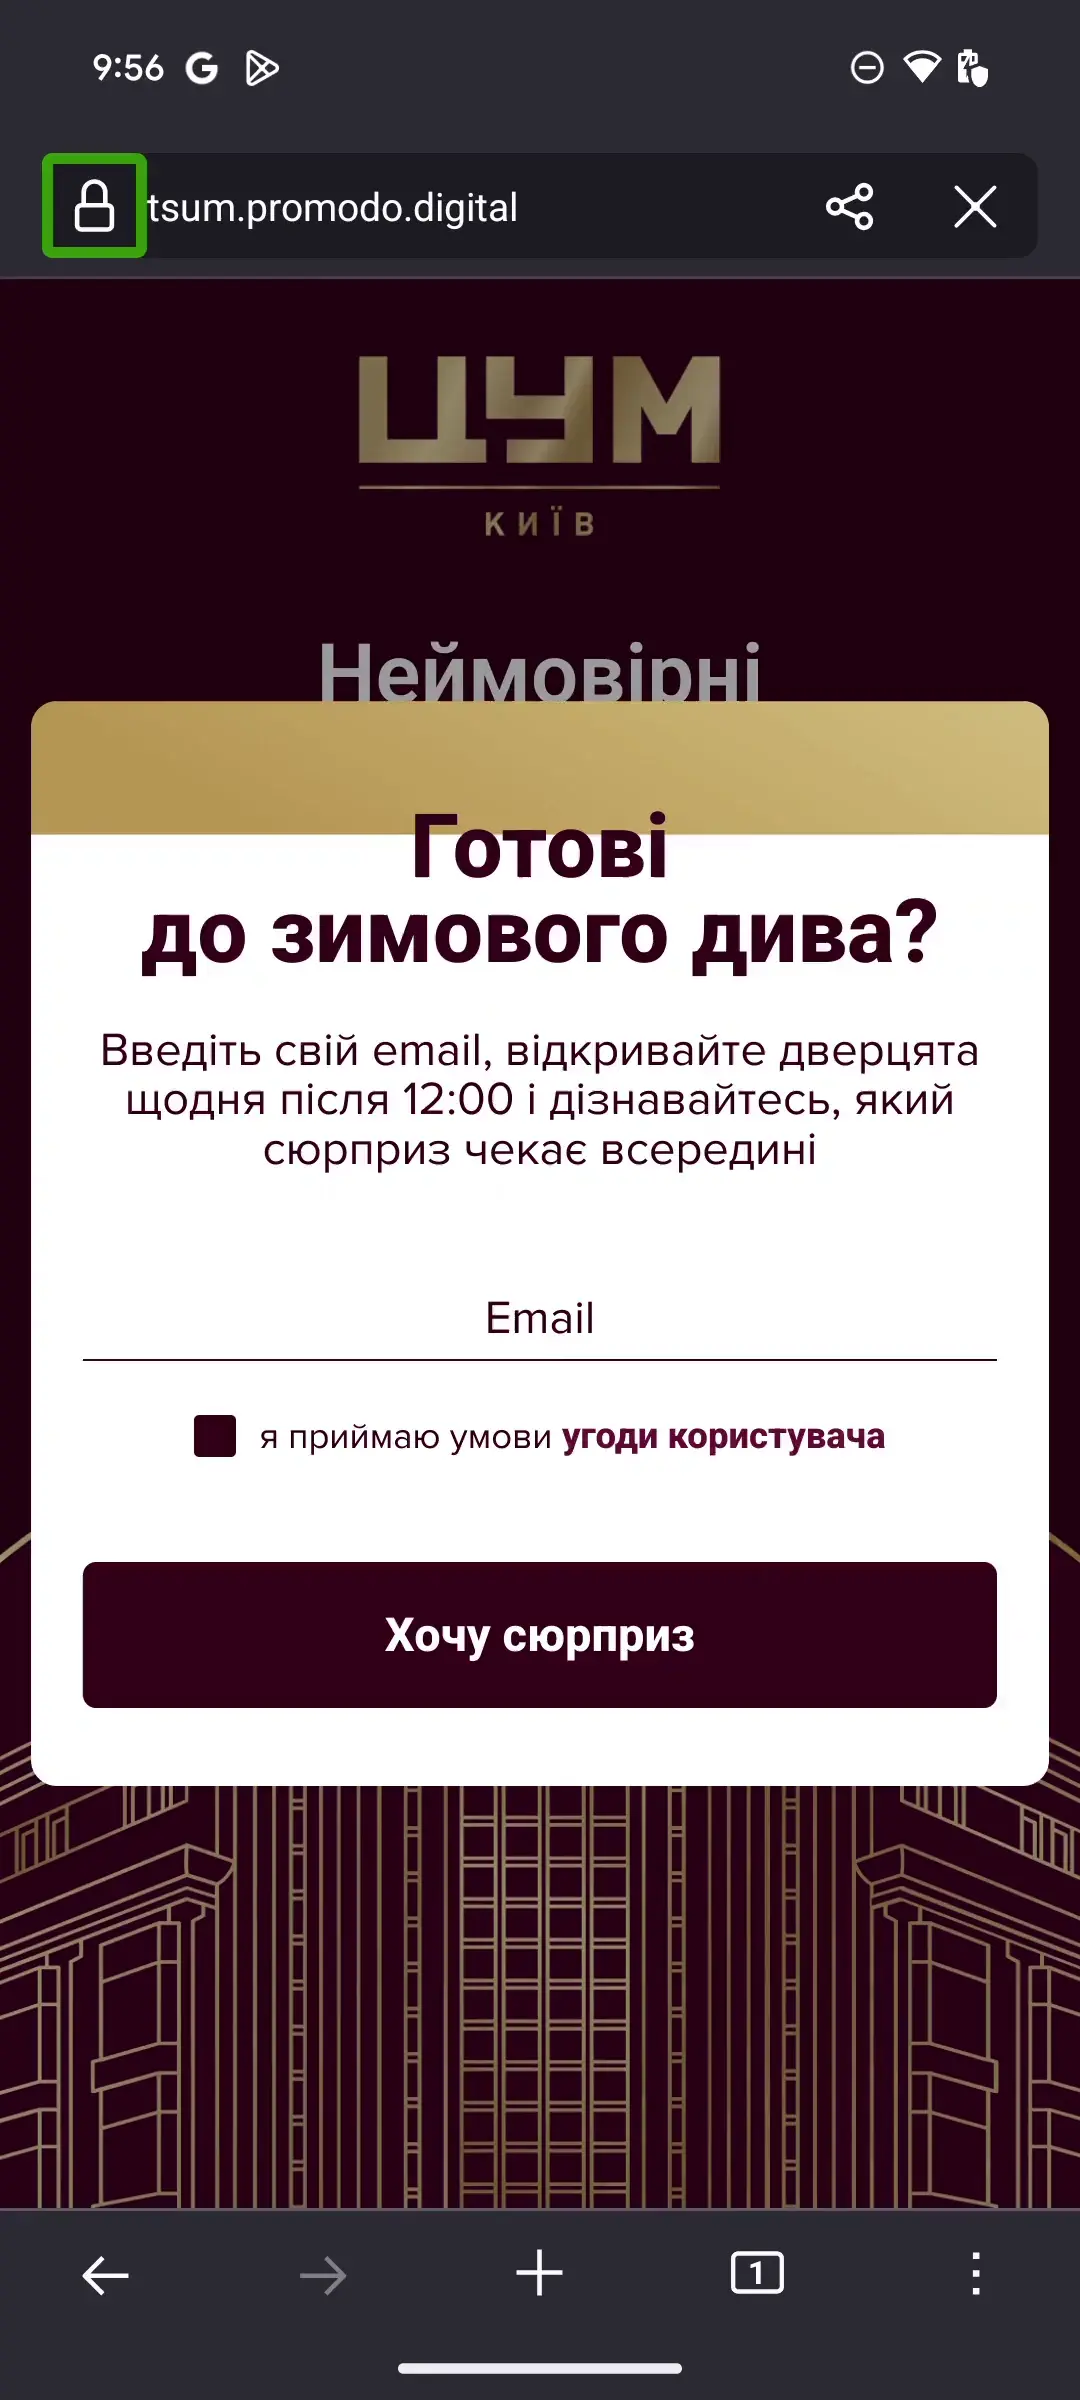 9:56
tsum.promodo.digital
ЦУМ
КИЇВ
Неймовірні
Готові
до зимового дива?
Введіть свій email, відкривайте дверцята
щодня після 12:00 і дізнавайтесь, який
сюрприз чекає всередині
Email
я приймаю умови угоди користувача
Хочу сюрприз
1